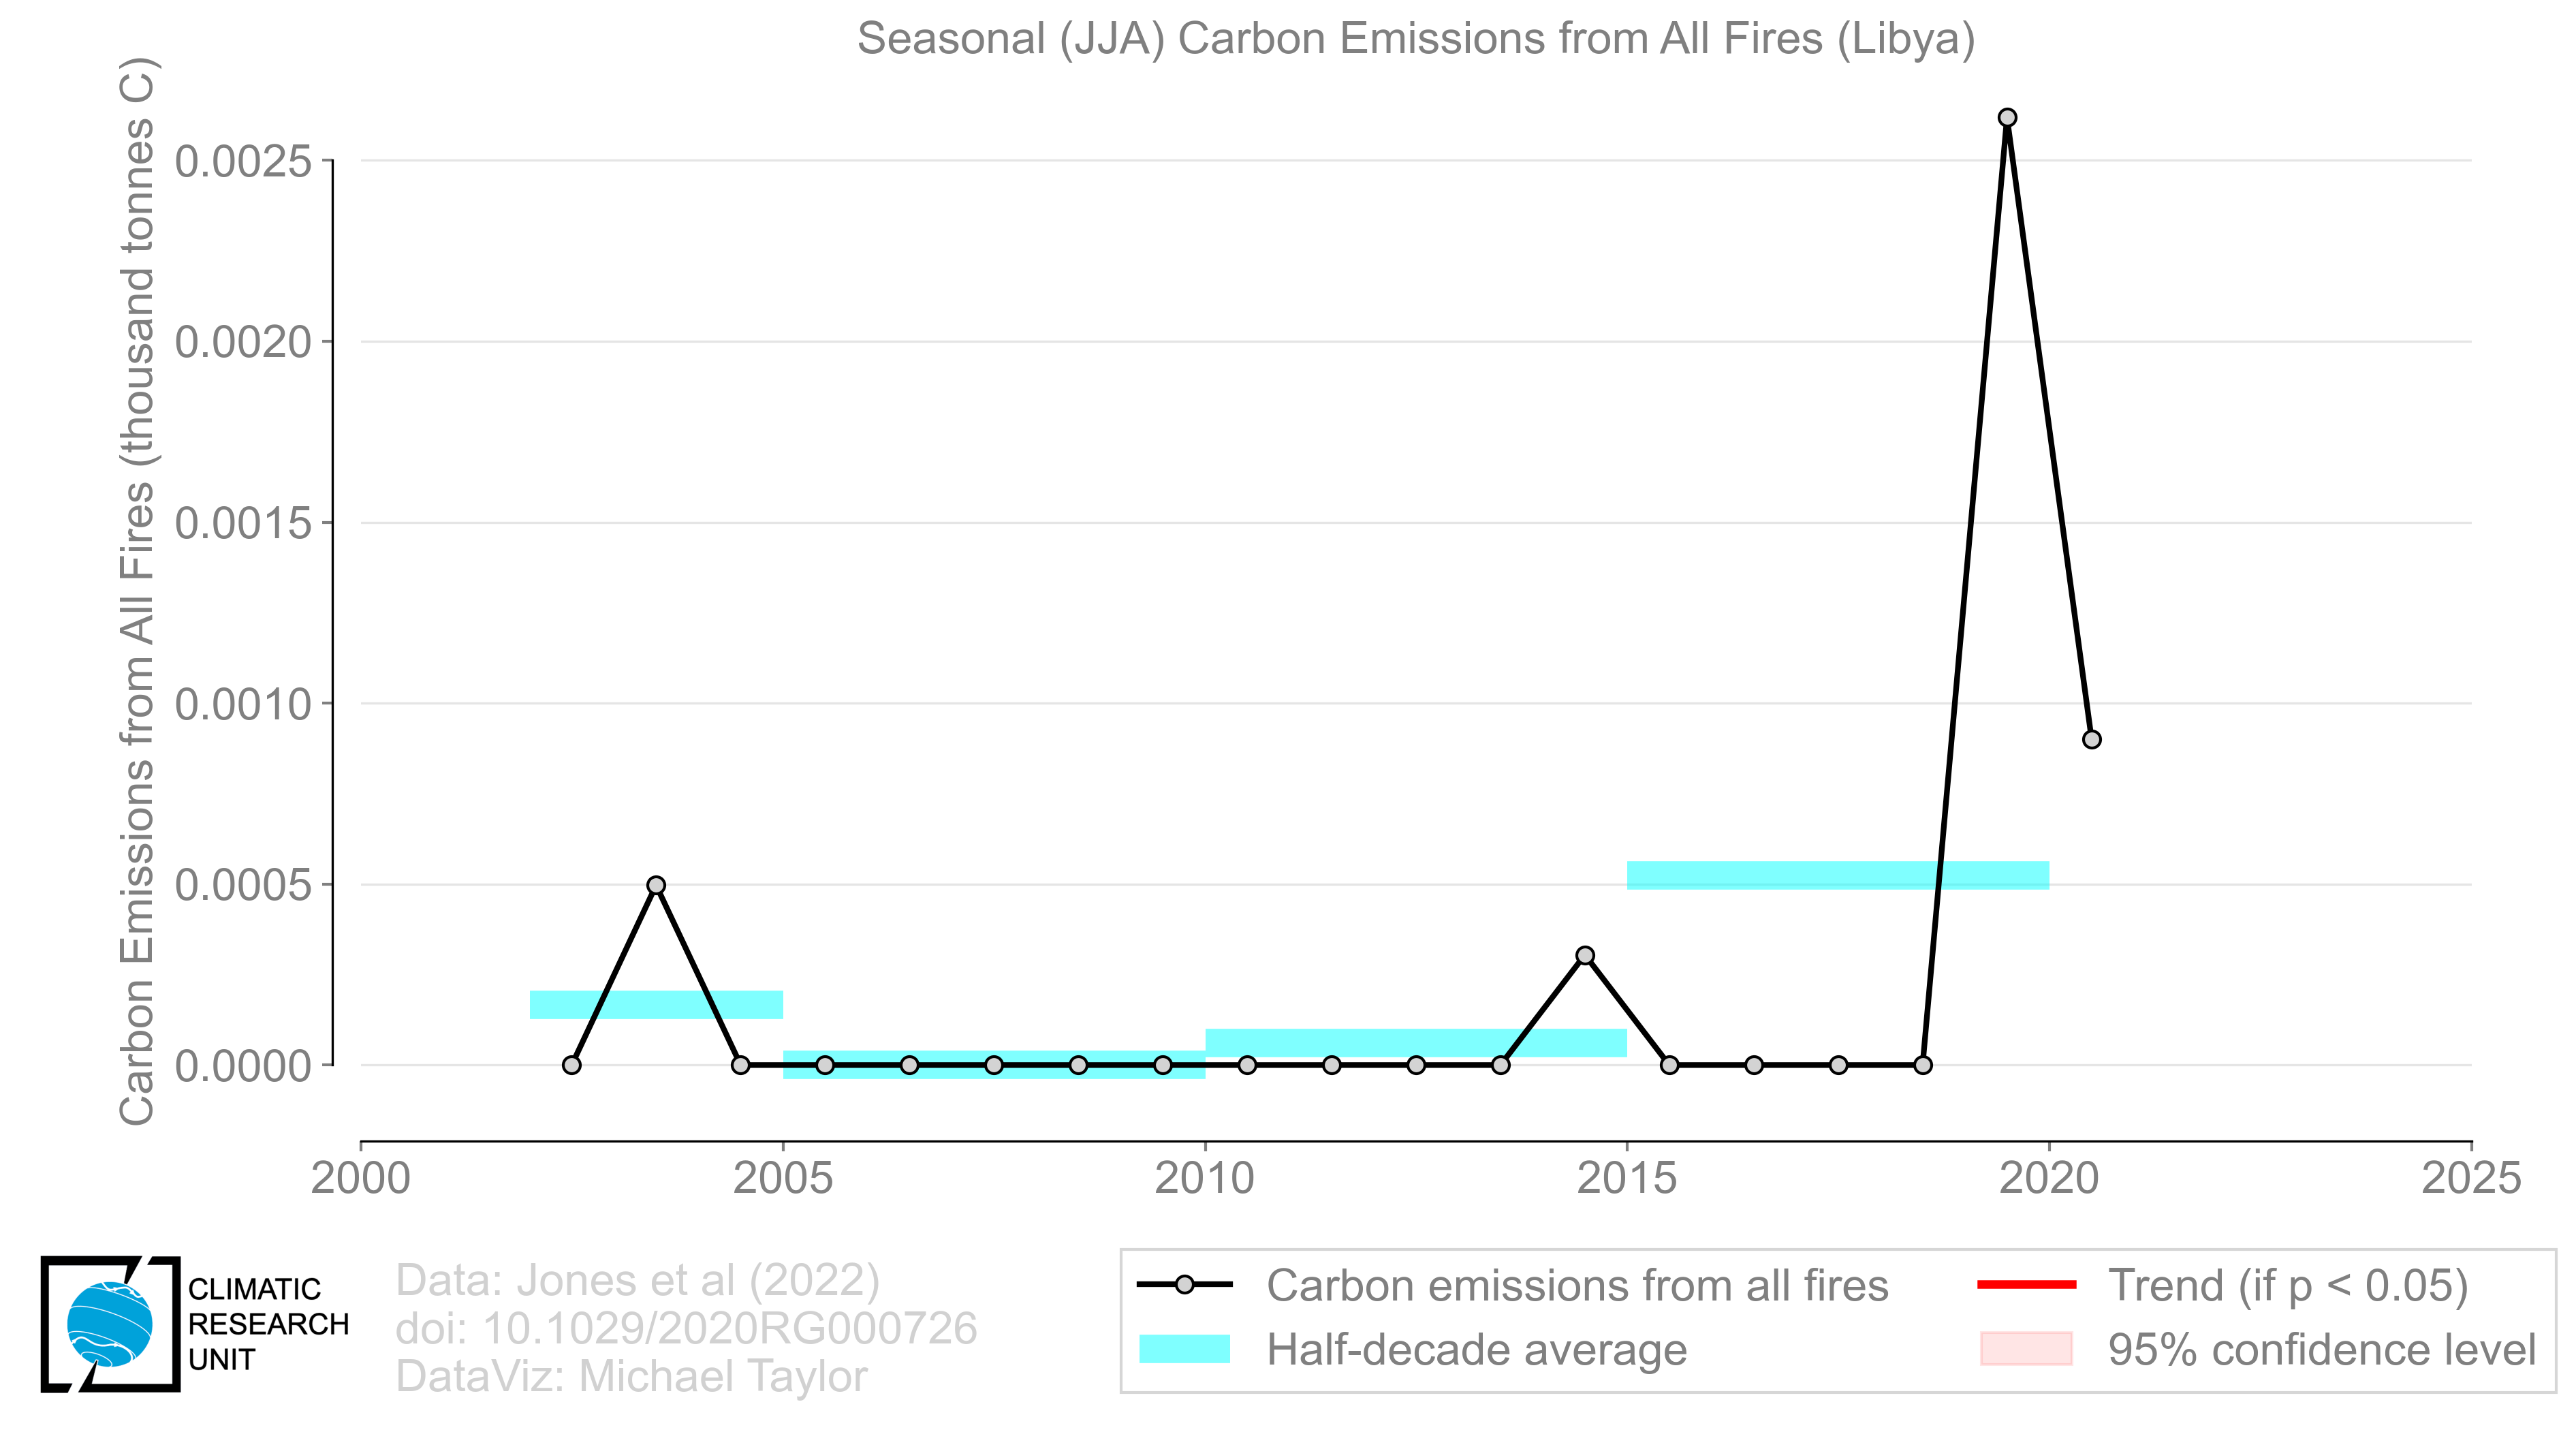 Seasonal (JJA) Carbon Emissions from All Fires (Libya)
Carbon Emissions from All Fires (thousand tonnes C)
0.0025
0.0020
0.0015
0.0010
0.0005
0.0000
2000 2005 2010 2015 2020 2025
CLIMATIC
RESEARCH
UNIT
Data: Jones et al (2022)
doi: 10.1029/2020RG000726
DataViz: Michael Taylor
Carbon emissions from all fires
Half-decade average
Trend (if p < 0.05)
95% confidence level